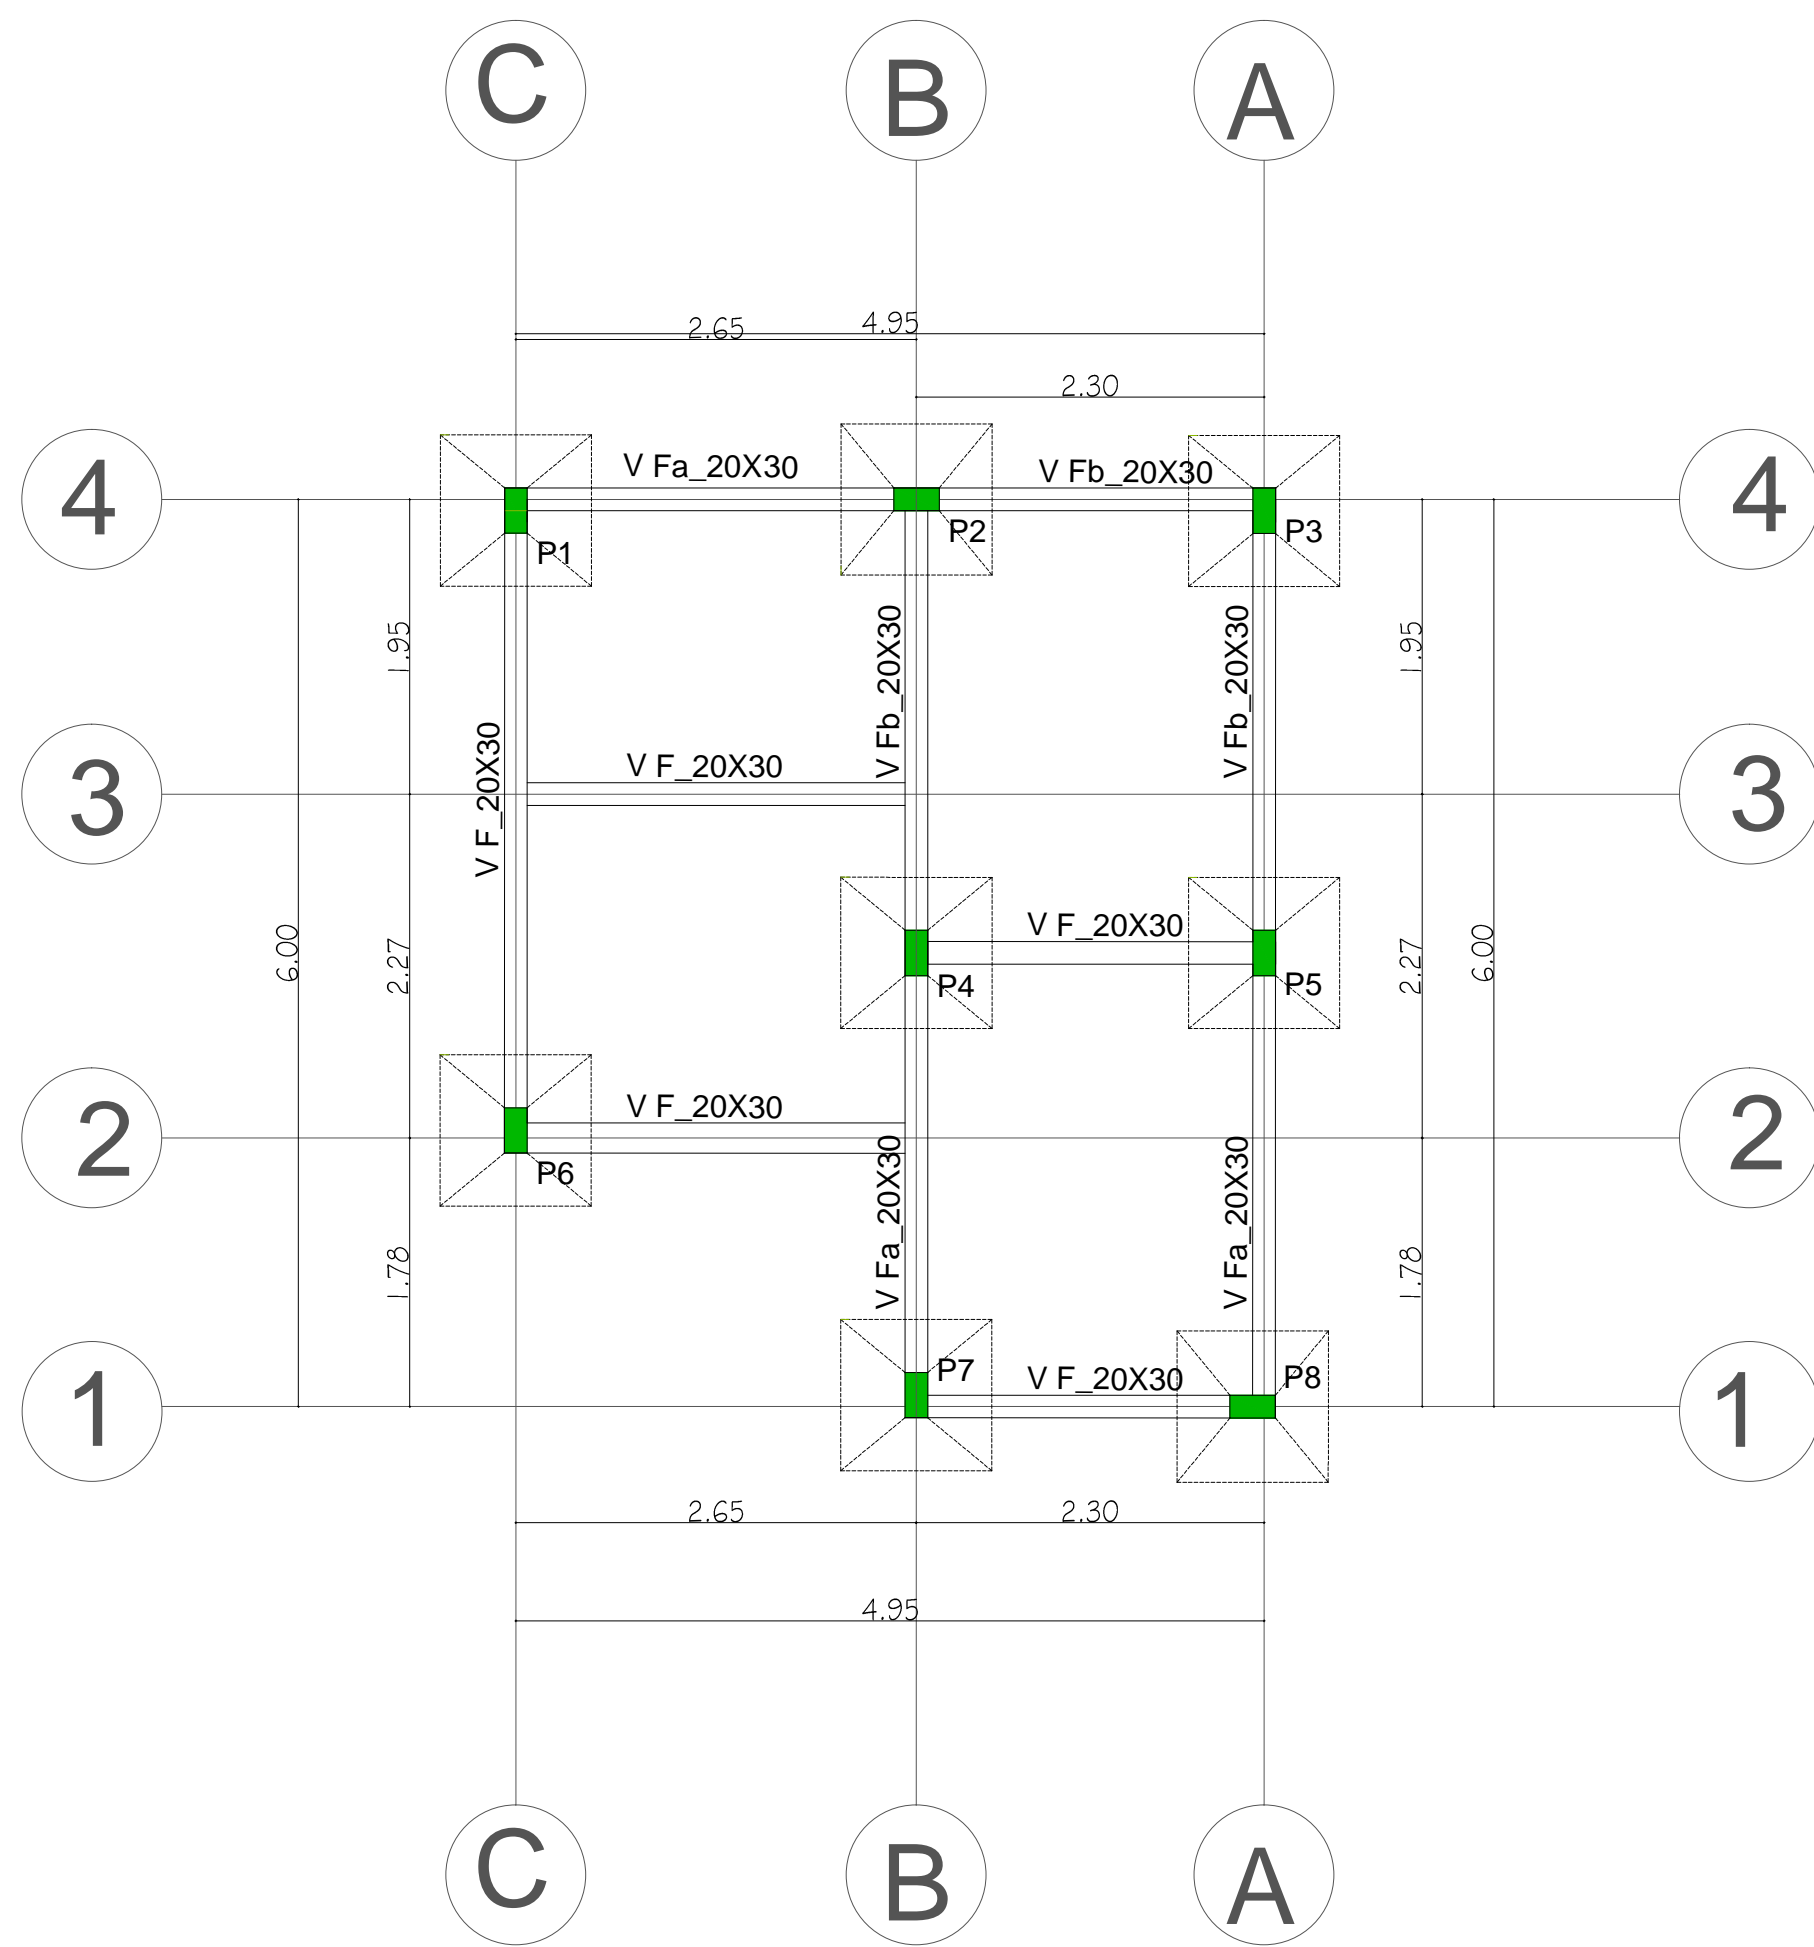 C B A
2.65 4.95
2.30
4 V Fa_20X30 V Fb_20X30 4
P1 P2 P3
1.95 V Fb_20X30 V Fb_20X30 1.95
V F_20X30
3 V F_20X30 3
6.00 2.27 V F_20X30 2.27 6.00
P4 P5
2 V F_20X30 2
P6
1.78 V Fa_20X30 V Fa_20X30 1.78
P7 V F_20X30 P8
1 1
2.65 2.30
4.95
C B A